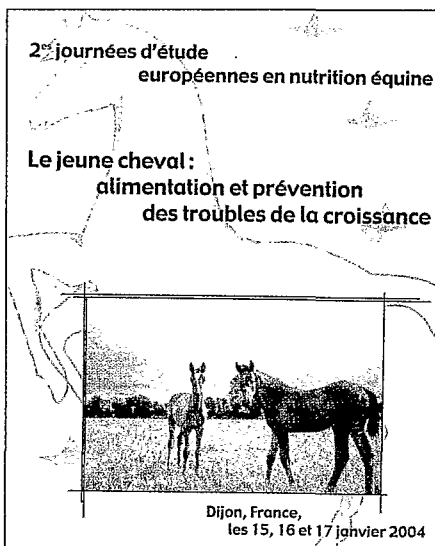 2es journées d'étude
européennes en nutrition équine
Le jeune cheval :
alimentation et prévention
des troubles de la croissance
Dijon, France,
les 15, 16 et 17 janvier 2004